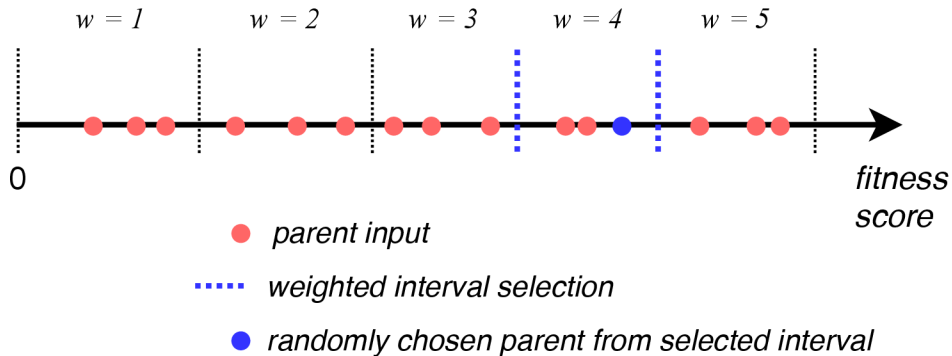 w = 1 w = 2 w = 3 w = 4 w = 5
0
fitness
score
parent input
weighted interval selection
randomly chosen parent from selected interval